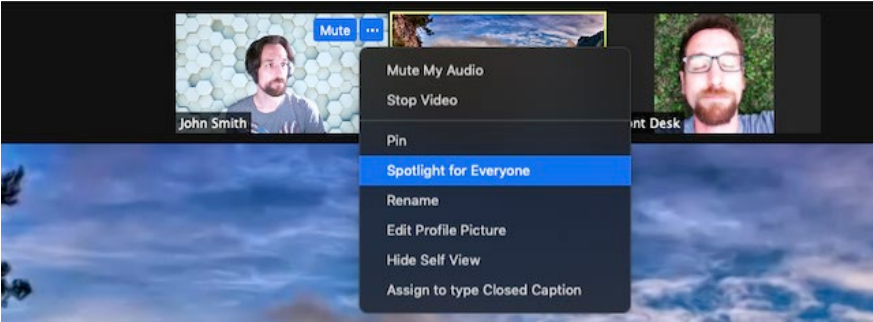 Mute ...
Mute My Audio
Stop Video
John Smith
ont Desk
Pin
Spotlight for Everyone
Rename
Edit Profile Picture
Hide Self View
Assign to type Closed Caption